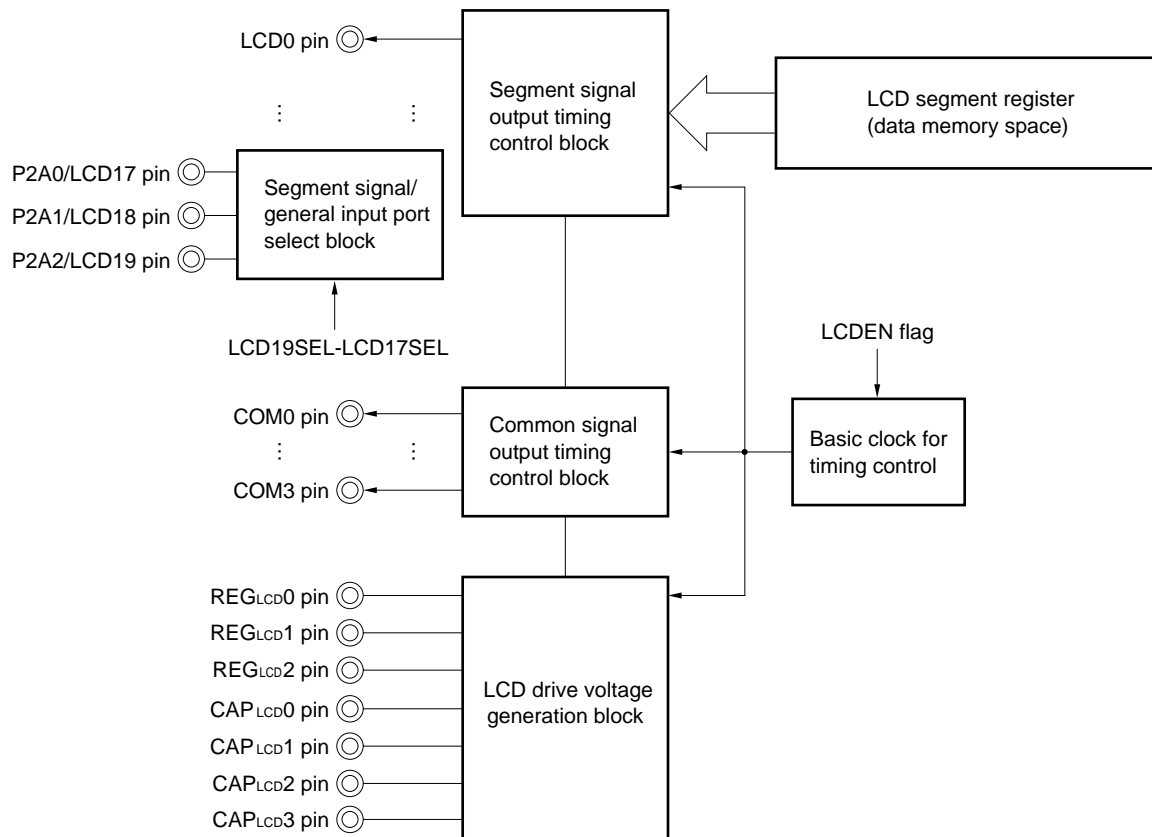 LCD0 pin
Segment signal
output timing
control block
LCD segment register
(data memory space)
P2A0/LCD17 pin
P2A1/LCD18 pin
P2A2/LCD19 pin
Segment signal/
general input port
select block
LCD19SEL-LCD17SEL
LCDEN flag
COM0 pin
COM3 pin
Common signal
output timing
control block
Basic clock for
timing control
REGLCD0 pin
REGLCD1 pin
REGLCD2 pin
CAPLCD0 pin
CAPLCD1 pin
CAPLCD2 pin
CAPLCD3 pin
LCD drive voltage
generation block